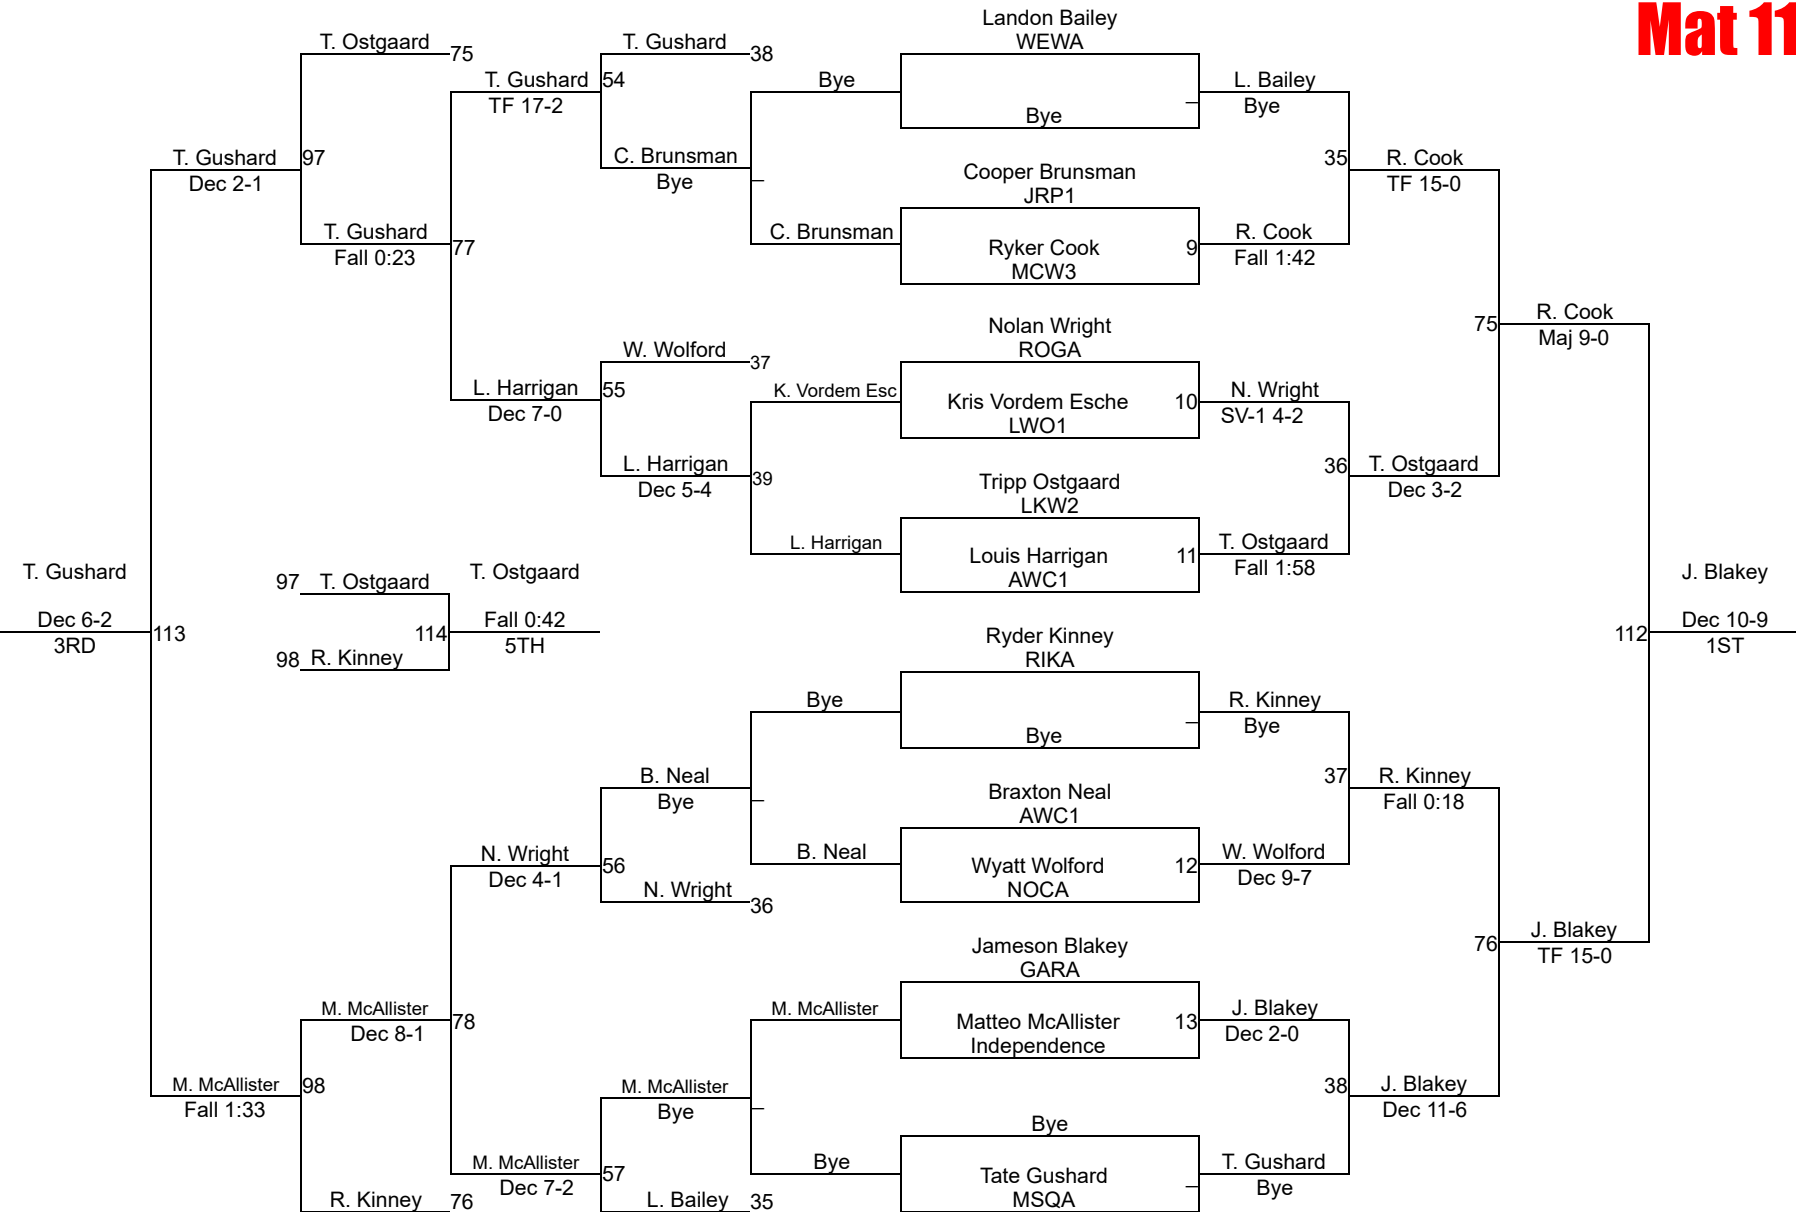 Mat 11
Landon Bailey
WEWA
T. Ostgaard
75
T. Gushard
38
T. Gushard
54
TF 17-2
Bye
L. Bailey
Bye
Bye
T. Gushard
97
Dec 2-1
C. Brunsman
Bye
35
R. Cook
TF 15-0
Cooper Brunsman
JRP1
T. Gushard
Fall 0:23
77
C. Brunsman
Ryker Cook
MCW3
9
R. Cook
Fall 1:42
Nolan Wright
ROGA
75
R. Cook
Maj 9-0
W. Wolford
37
L. Harrigan
55
Dec 7-0
K. Vordem Esc
Kris Vordem Esche
LWO1
10
N. Wright
SV-1 4-2
L. Harrigan
Dec 5-4
39
36
T. Ostgaard
Dec 3-2
Tripp Ostgaard
LKW2
L. Harrigan
Louis Harrigan
AWC1
11
T. Ostgaard
Fall 1:58
T. Gushard
Dec 6-2
3RD
113
97
T. Ostgaard
98
R. Kinney
114
T. Ostgaard
Fall 0:42
5TH
J. Blakey
112
Dec 10-9
1ST
Ryder Kinney
RIKA
Bye
Bye
R. Kinney
Bye
B. Neal
Bye
37
R. Kinney
Fall 0:18
Braxton Neal
AWC1
N. Wright
Dec 4-1
56
B. Neal
Wyatt Wolford
NOCA
12
W. Wolford
Dec 9-7
N. Wright
36
Jameson Blakey
GARA
76
J. Blakey
TF 15-0
M. McAllister
Dec 8-1
78
M. McAllister
Matteo McAllister
Independence
13
J. Blakey
Dec 2-0
M. McAllister
Fall 1:33
98
M. McAllister
Bye
38
J. Blakey
Dec 11-6
Bye
M. McAllister
Dec 7-2
57
Bye
Tate Gushard
MSQA
T. Gushard
Bye
R. Kinney
76
L. Bailey
35